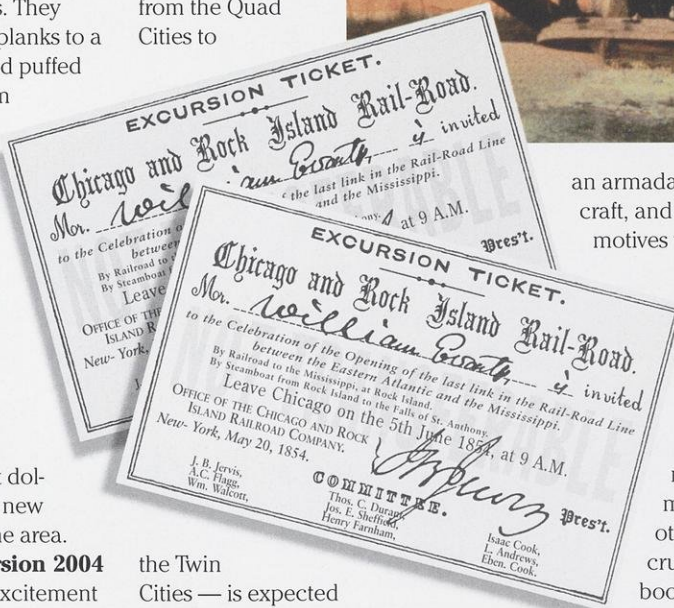 s. They
planks to a
d puffed
n
from the Quad
Cities to
EXCURSION TICKET.
Chicago and Rock Island Rail-Road.
Mr. william invited
the last link in the Rail-Road Line
to the Celebration o and the Mississippi.
between at 9 A.M.
By Railroad to
By Steamboat f Pres't.
Leave
OFFICE OF THE
ISLAND R
New-York,
EXCURSION TICKET.
Chicago and Rock Island Rail-Road.
Mr. william is invited
to the Celebration of the Opening of the last link in the Rail-Road Line
between the Eastern Atlantic and the Mississippi.
By Railroad to the Mississippi, at Rock Island.
By Steamboat from Rock Island to the Falls of St. Anthony.
Leave Chicago on the 5th June 1854, at 9 A.M.
OFFICE OF THE CHICAGO AND ROCK
ISLAND RAILROAD COMPANY.
New-York, May 20, 1854.
Pres't.
COMMITTEE.
J. B. Jervis,
A.C. Flagg,
Wm. Walcott,
Thos. C. Durant,
Jos. E. Sheffield,
Henry Farnham,
Isaac Cook,
L. Andrews,
Eben. Cook,
an armada
craft, and
motives
t dol-
new
e area.
rsion 2004
xcitement
the Twin
Cities — is expected
m
ot
cru
boo